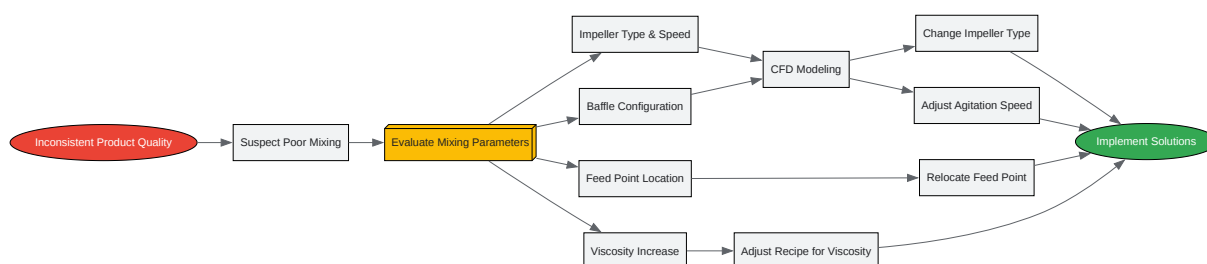 Inconsistent Product Quality
Suspect Poor Mixing
Evaluate Mixing Parameters
Impeller Type & Speed
Baffle Configuration
Feed Point Location
Viscosity Increase
CFD Modeling
Adjust Recipe for Viscosity
Change Impeller Type
Adjust Agitation Speed
Relocate Feed Point
Implement Solutions